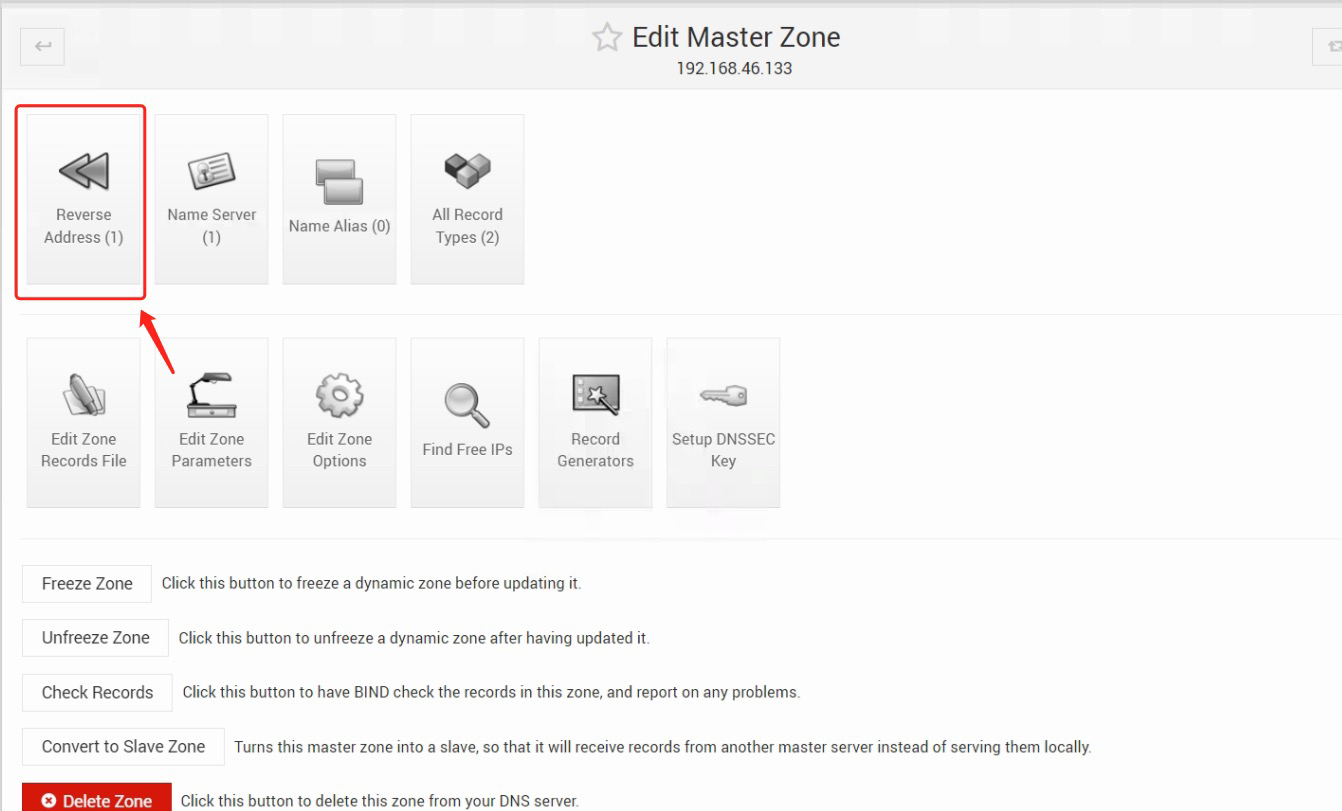 Edit Master Zone
192.168.46.133
Reverse
Address (1)
Name Server
(1)
Name Alias (0)
All Record
Types (2)
Edit Zone
Records File
Edit Zone
Parameters
Edit Zone
Options
Find Free IPs
Record
Generators
Setup DNSSEC
Key
Freeze Zone Click this button to freeze a dynamic zone before updating it.
Unfreeze Zone Click this button to unfreeze a dynamic zone after having updated it.
Check Records Click this button to have BIND check the records in this zone, and report on any problems.
Convert to Slave Zone Turns this master zone into a slave, so that it will receive records from another master server instead of serving them locally.
Delete Zone Click this button to delete this zone from your DNS server.